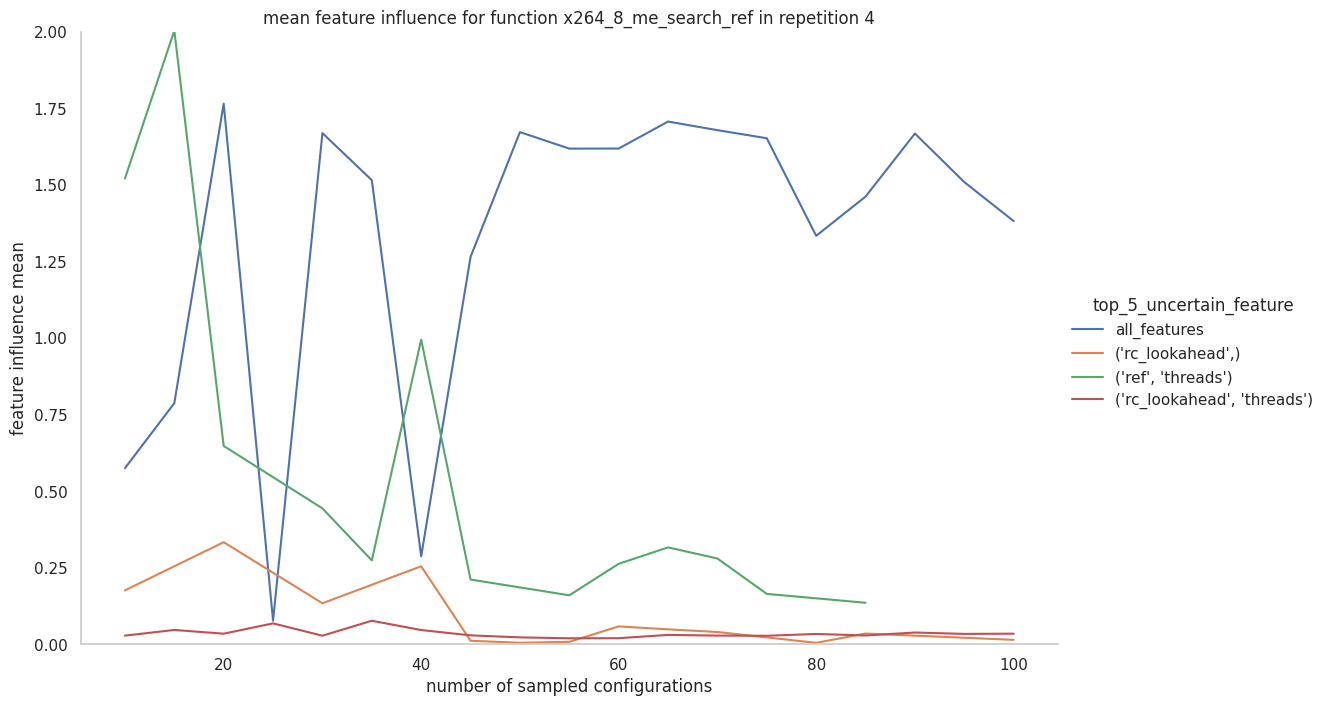 mean feature influence for function x264_8_me_search_ref in repetition 4
2.00
1.75
1.50
1.25
1.00
0.75
0.50
0.25
0.00
feature influence mean
20
40
60
80
100
number of sampled configurations
top_5_uncertain_feature
all_features
('rc_lookahead',)
('ref', 'threads')
('rc_lookahead', 'threads')